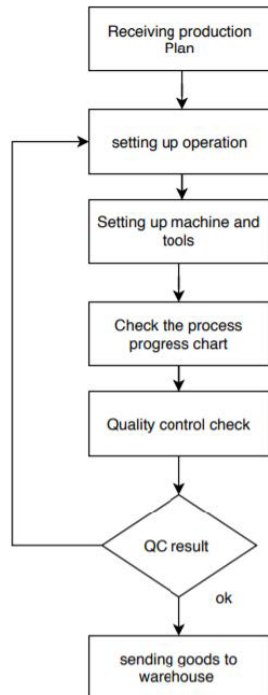 Receiving production
Plan
setting up operation
Setting up machine and
tools
Check the process
progress chart
Quality control check
QC result
ok
sending goods to
warehouse